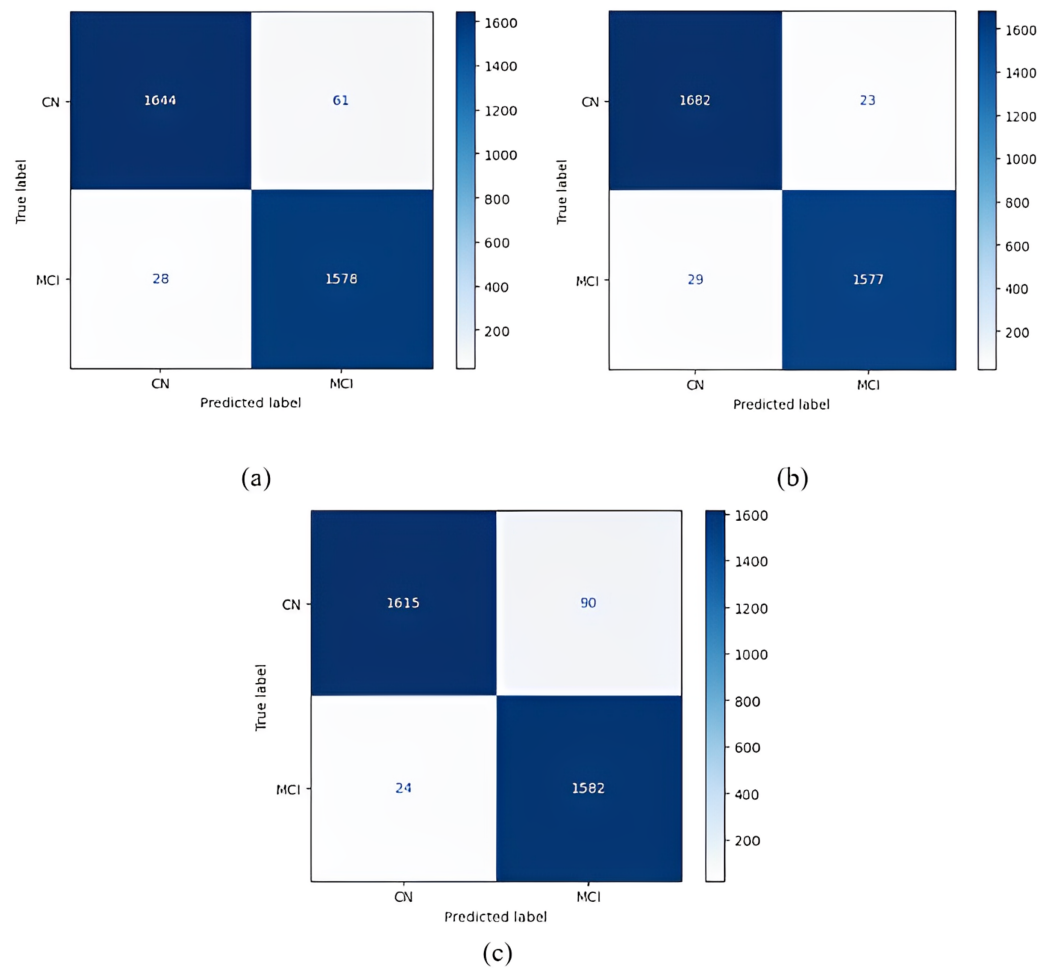 1600
1400
1200
1000
800
600
400
200
CN
1644
61
MCI
28
1578
True label
CN
MCI
Predicted label
(a)
1600
1400
1200
1000
800
600
400
200
CN
1682
23
MCI
29
1577
True label
CN
MCI
Predicted label
(b)
1600
1400
1200
1000
800
600
400
200
CN
1615
90
MCI
24
1582
True label
CN
MCI
Predicted label
(c)